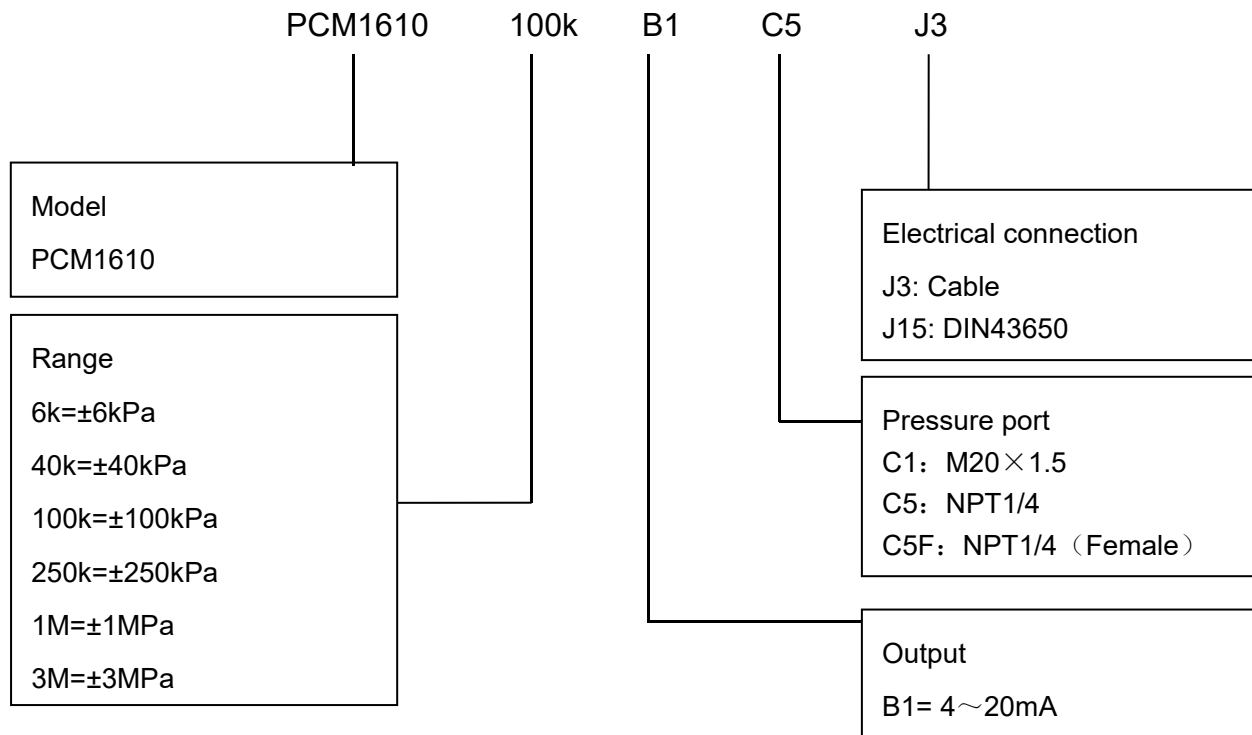 PCM1610 100k B1 C5 J3
Model
PCM1610
Range
6k=±6kPa
40k=±40kPa
100k=±100kPa
250k=±250kPa
1M=±1MPa
3M=±3MPa
Electrical connection
J3: Cable
J15: DIN43650
Pressure port
C1：M20×1.5
C5：NPT1/4
C5F：NPT1/4（Female）
Output
B1= 4～20mA